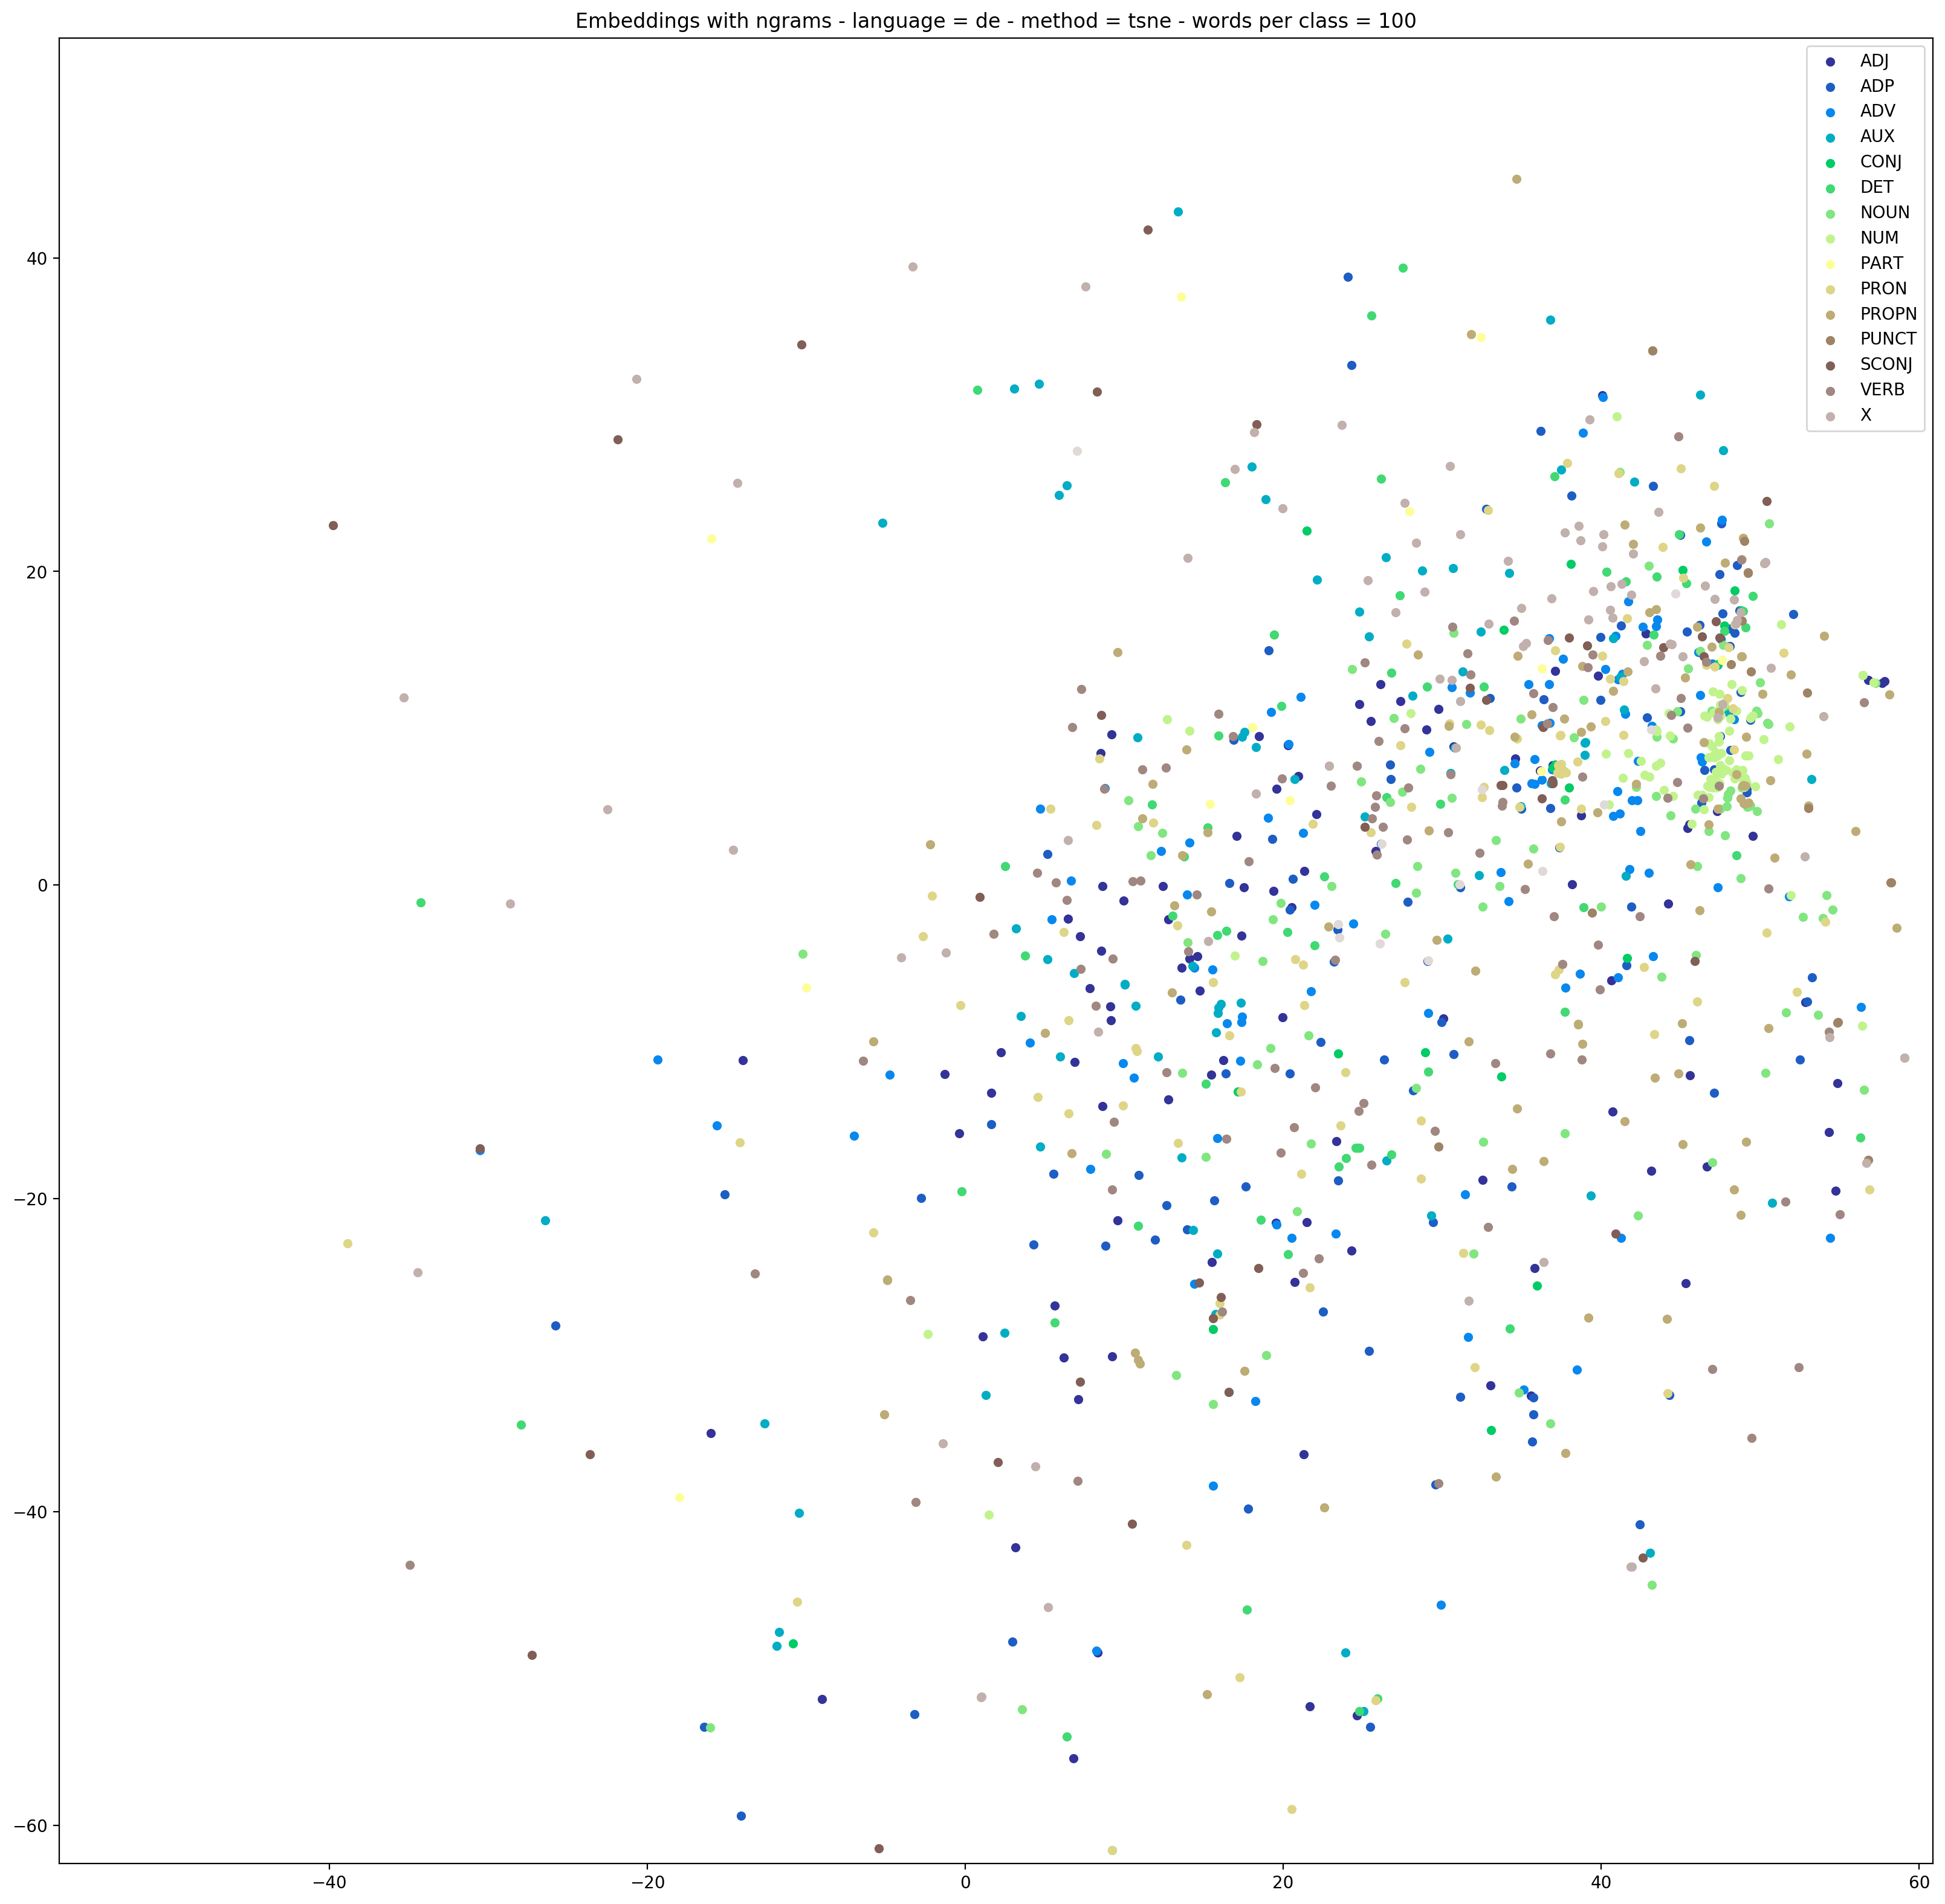 Embeddings with ngrams - language = de - method = tsne - words per class = 100
ADJ
ADP
ADV
AUX
CONJ
DET
NOUN
NUM
PART
PRON
PROPN
PUNCT
SCONJ
VERB
X
40
20
0
−20
−40
−60
−40
−20
0
20
40
60